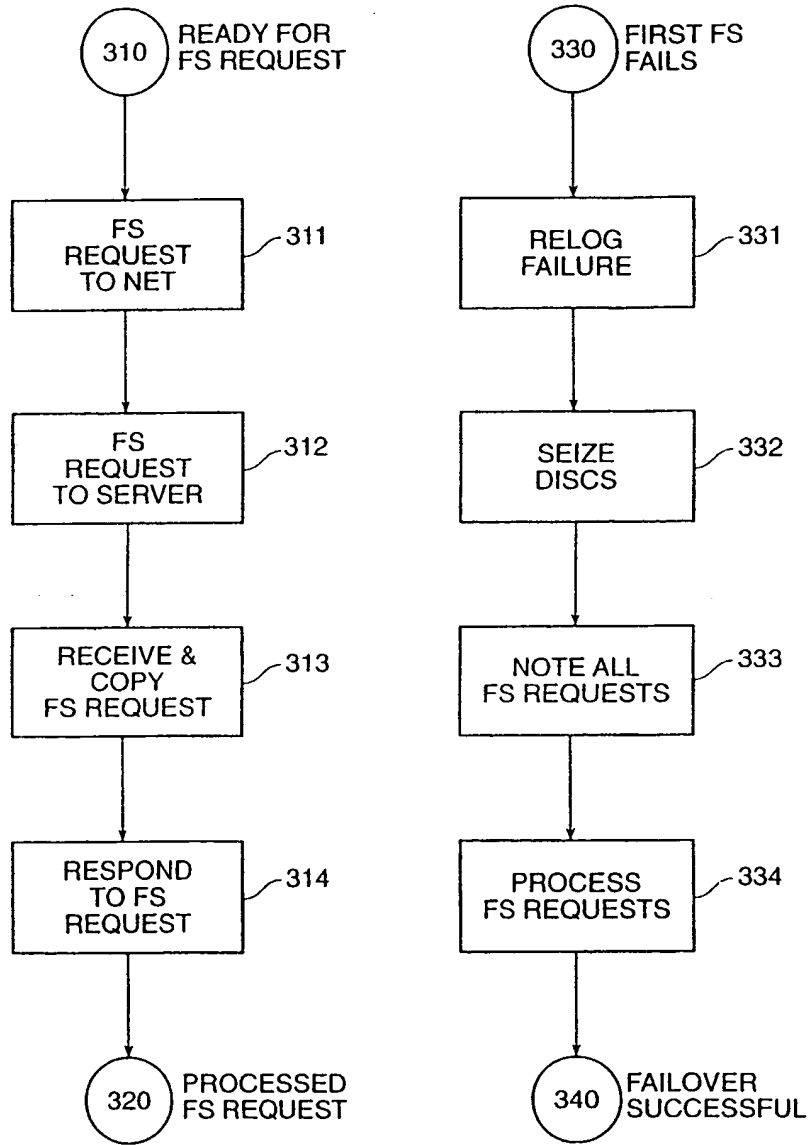 310
READY FOR
FS REQUEST
FS
REQUEST
TO NET
311
FS
REQUEST
TO SERVER
312
RECEIVE &
COPY
FS REQUEST
313
RESPOND
TO FS
REQUEST
314
320
PROCESSED
FS REQUEST
330
FIRST FS
FAILS
RELOG
FAILURE
331
SEIZE
DISCS
332
NOTE ALL
FS REQUESTS
333
PROCESS
FS REQUESTS
334
340
FAILOVER
SUCCESSFUL